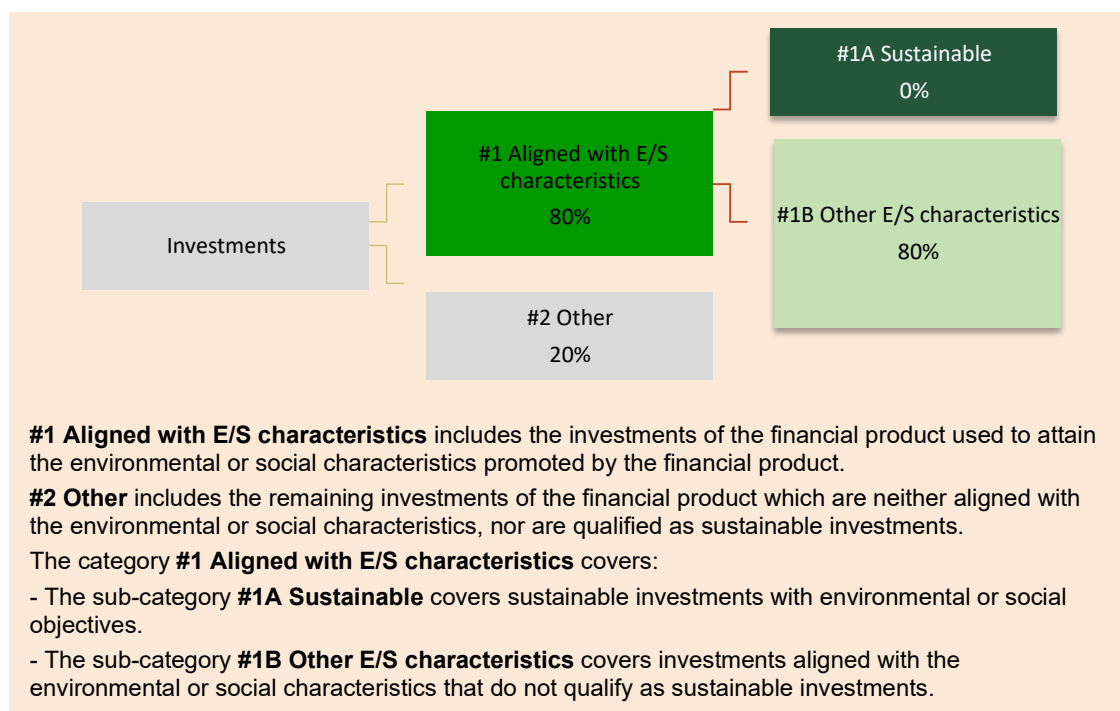 #1A Sustainable
0%
#1 Aligned with E/S
characteristics
80%
#1B Other E/S characteristics
80%
Investments
#2 Other
20%
#1 Aligned with E/S characteristics includes the investments of the financial product used to attain
the environmental or social characteristics promoted by the financial product.
#2 Other includes the remaining investments of the financial product which are neither aligned with
the environmental or social characteristics, nor are qualified as sustainable investments.
The category #1 Aligned with E/S characteristics covers:
- The sub-category #1A Sustainable covers sustainable investments with environmental or social
objectives.
- The sub-category #1B Other E/S characteristics covers investments aligned with the
environmental or social characteristics that do not qualify as sustainable investments.